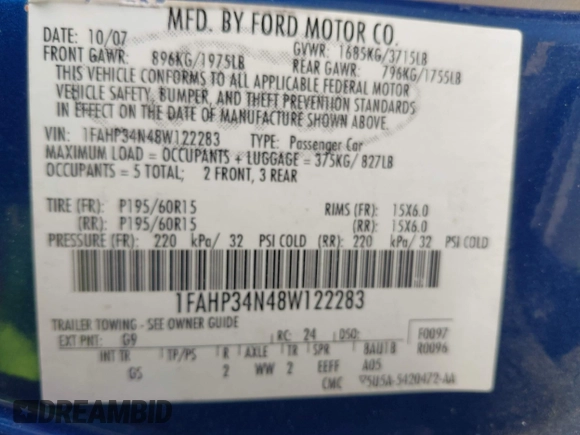 MFD. BY FORD MOTOR CO.
DATE: 10/07 GVWR: 1685KG/3715LB
FRONT GAWR: 896KG/1975LB REAR GAWR: 796KG/1755LB
THIS VEHICLE CONFORMS TO ALL APPLICABLE FEDERAL MOTOR
VEHICLE SAFETY, BUMPER, AND THEFT PREVENTION STANDARDS
IN EFFECT ON THE DATE OF MANUFACTURE SHOWN ABOVE.
VIN: 1FAHP34N48W122283 TYPE: Passenger Car
MAXIMUM LOAD = OCCUPANTS + LUGGAGE = 375KG/ 827LB
OCCUPANTS = 5 TOTAL; 2 FRONT, 3 REAR
TIRE (FR): P195/60R15 RIMS (FR): 15X6.0
(RR): P195/60R15 (RR): 15X6.0
PRESSURE (FR): 220 kPa/ 32 PSI COLD (RR): 220 kPa/ 32 PSI COLD
1FAHP34N48W122283
TRAILER TOWING - SEE OWNER GUIDE
EXT PNT: G9 RC: 24 DSO: F0097
INT TR TP/PS R AXLE TR SPR BAUTB R0096
GS 2 WW 2 EEFF A05
CMC 5U5A-5420472-AA
DREAMBID